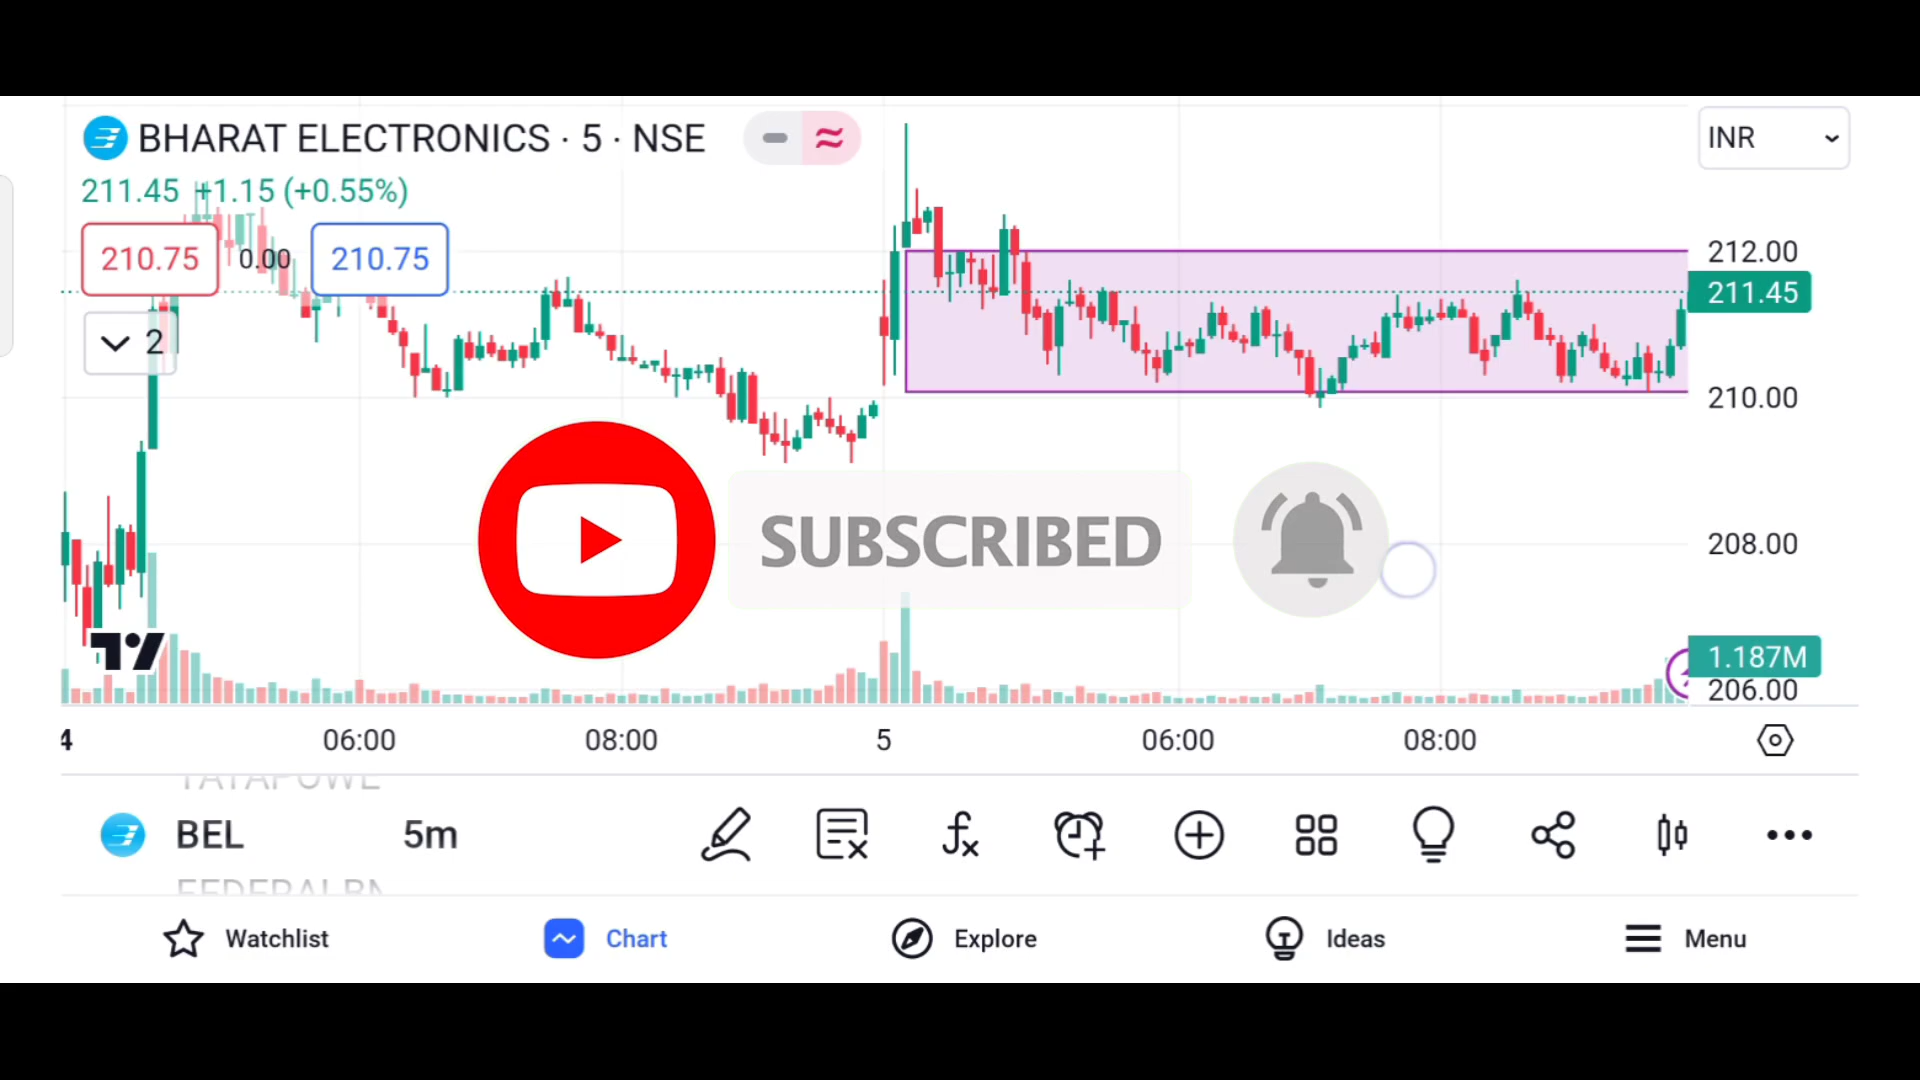 BHARAT ELECTRONICS · 5 · NSE
INR
211.45 +1.15 (+0.55%)
210.75 0.00 210.75
2
212.00
211.45
210.00
208.00
SUBSCRIBED
1.187M
206.00
4 06:00 08:00 5 06:00 08:00
TATAPOWE
BEL 5m
FEDERALBN
Watchlist Chart Explore Ideas Menu